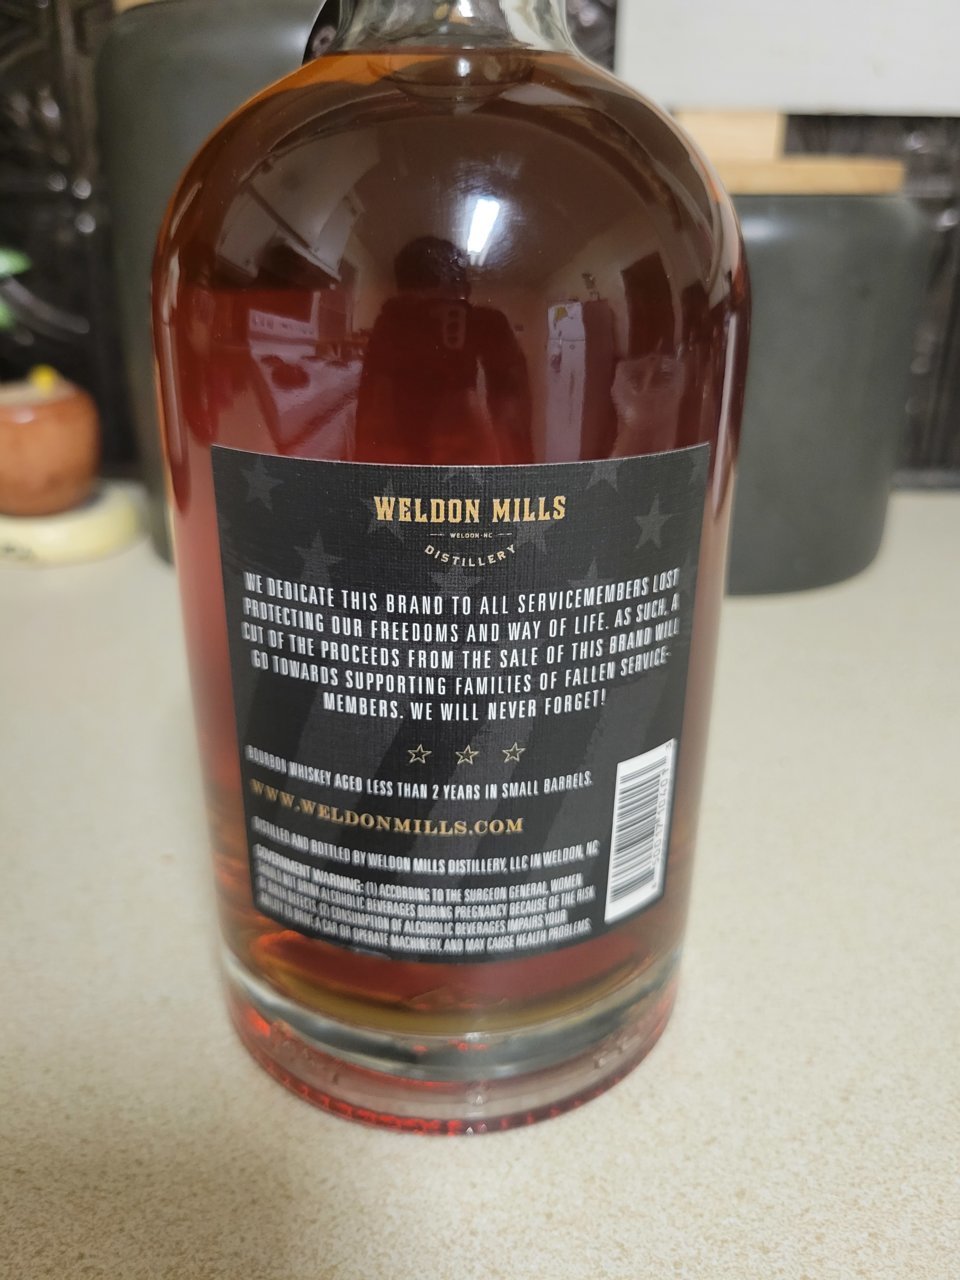 WELDON MILLS
WELDON·NC
DISTILLERY
WE DEDICATE THIS BRAND TO ALL SERVICEMEMBERS LOST
PROTECTING OUR FREEDOMS AND WAY OF LIFE. AS SUCH, A
CUT OF THE PROCEEDS FROM THE SALE OF THIS BRAND WILL
GO TOWARDS SUPPORTING FAMILIES OF FALLEN SERVICE-
MEMBERS. WE WILL NEVER FORGET!
BOURBON WHISKEY AGED LESS THAN 2 YEARS IN SMALL BARRELS.
WWW.WELDONMILLS.COM
DISTILLED AND BOTTLED BY WELDON MILLS DISTILLERY, LLC IN WELDON, NC
GOVERNMENT WARNING: (1) ACCORDING TO THE SURGEON GENERAL, WOMEN
SHOULD NOT DRINK ALCOHOLIC BEVERAGES DURING PREGNANCY BECAUSE OF THE RISK
OF BIRTH DEFECTS. (2) CONSUMPTION OF ALCOHOLIC BEVERAGES IMPAIRS YOUR
ABILITY TO DRIVE A CAR OR OPERATE MACHINERY, AND MAY CAUSE HEALTH PROBLEMS.